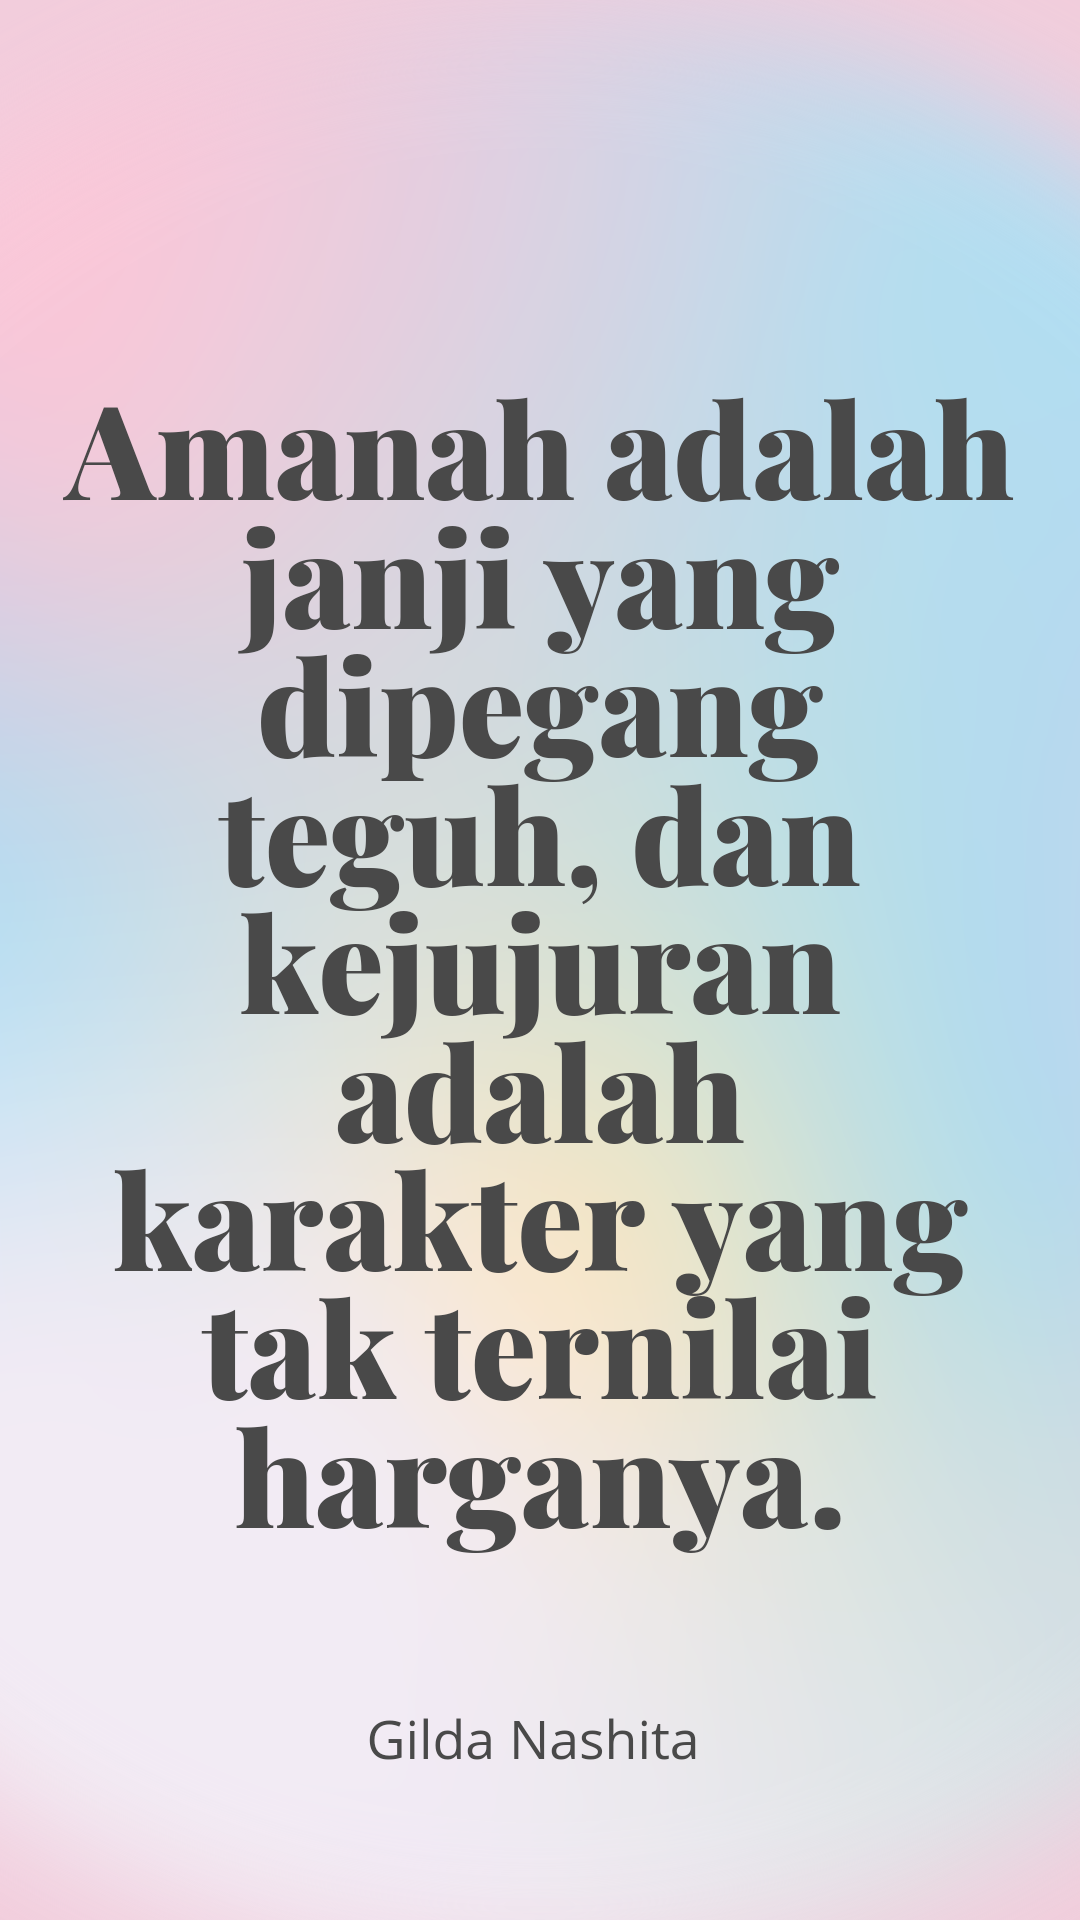 Amanah adalah
janji yang
dipegang
teguh, dan
kejujuran
adalah
karakter yang
tak ternilai
harganya.
Gilda Nashita